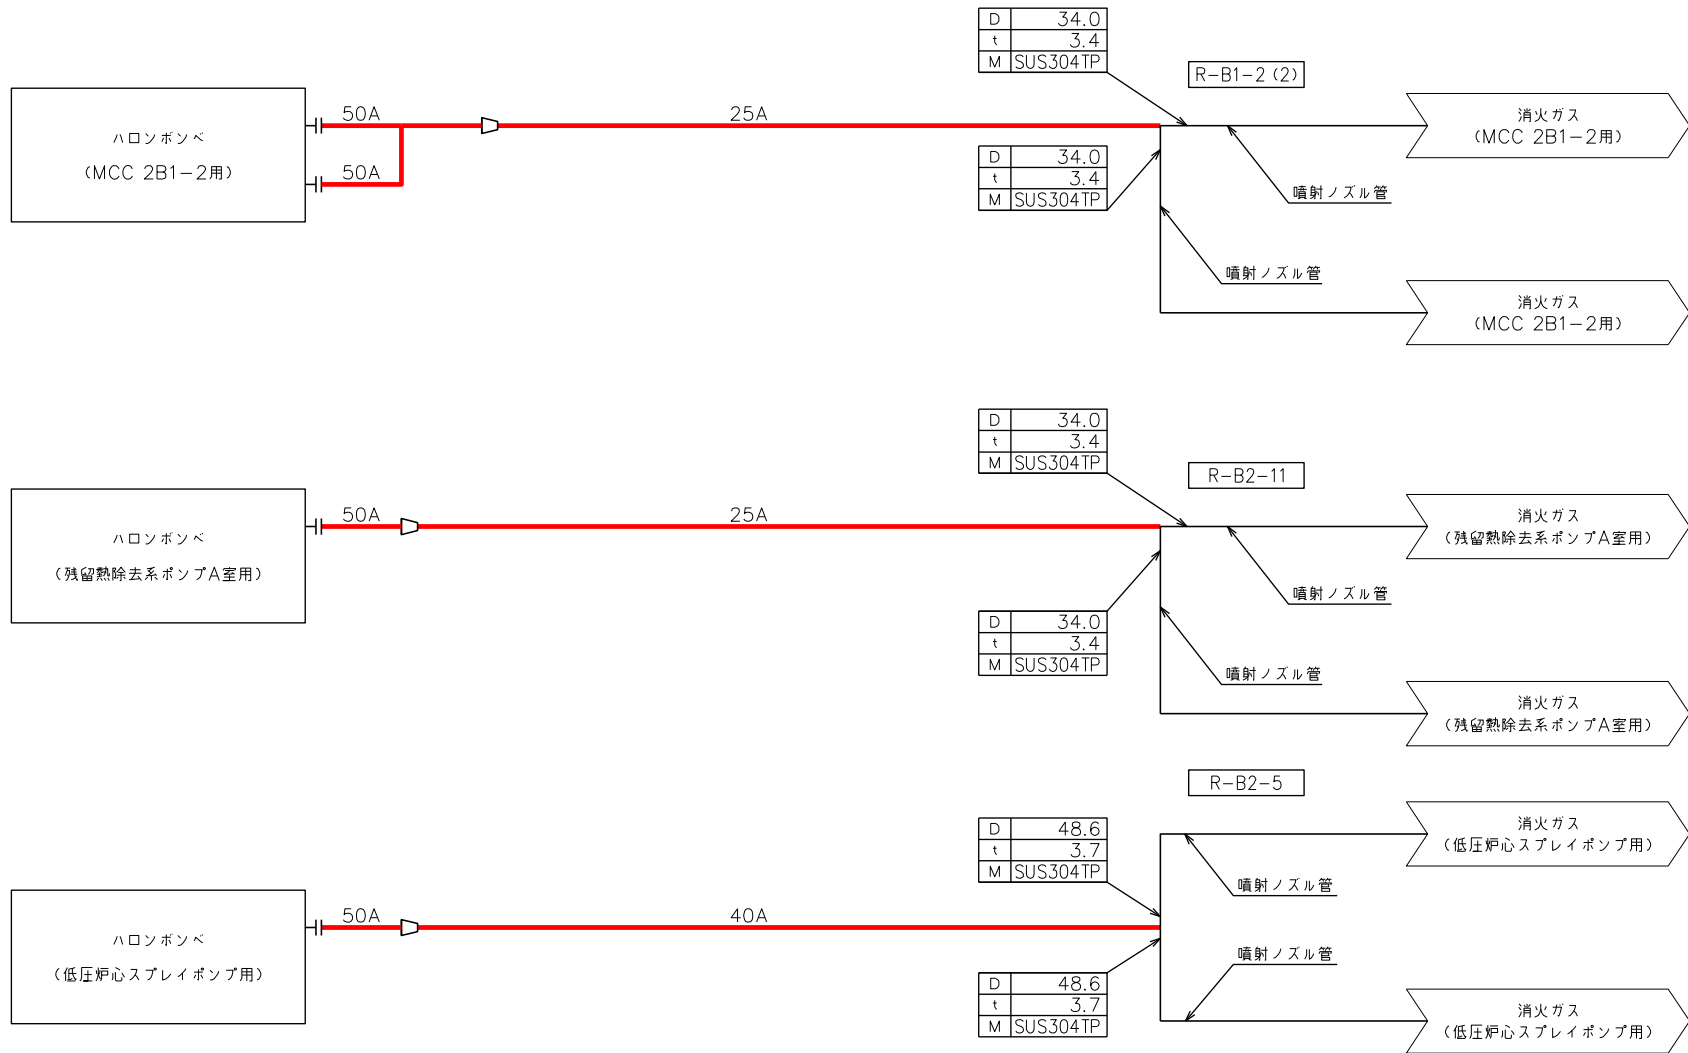 D 34.0
t 3.4
M SUS304TP
R-B1-2 (2)
ハロンボンベ
(MCC 2B1-2用)
50A
25A
50A
消火ガス
(MCC 2B1-2用)
D 34.0
t 3.4
M SUS304TP
噴射ノズル管
噴射ノズル管
消火ガス
(MCC 2B1-2用)
D 34.0
t 3.4
M SUS304TP
R-B2-11
ハロンボンベ
(残留熱除去系ポンプA室用)
50A
25A
消火ガス
(残留熱除去系ポンプA室用)
噴射ノズル管
D 34.0
t 3.4
M SUS304TP
噴射ノズル管
消火ガス
(残留熱除去系ポンプA室用)
R-B2-5
D 48.6
t 3.7
M SUS304TP
消火ガス
(低圧炉心スプレイポンプ用)
噴射ノズル管
ハロンボンベ
(低圧炉心スプレイポンプ用)
50A
40A
噴射ノズル管
D 48.6
t 3.7
M SUS304TP
消火ガス
(低圧炉心スプレイポンプ用)